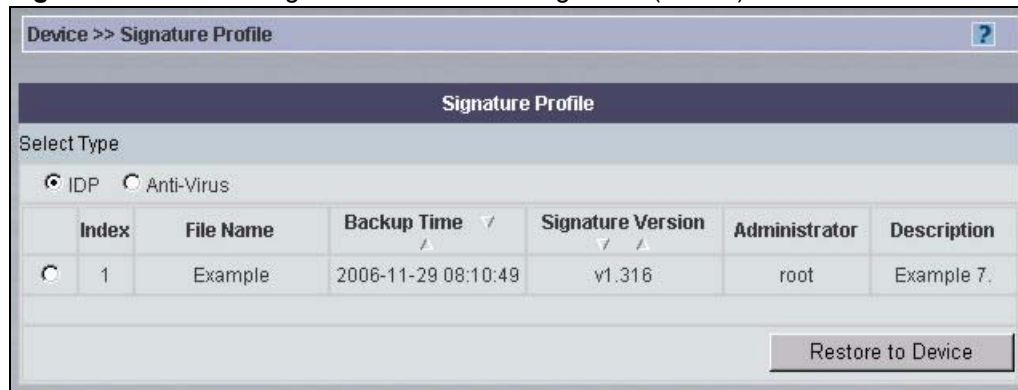 Device >> Signature Profile ?
Signature Profile
Select Type
IDP Anti-Virus
Index File Name Backup Time Signature Version Administrator Description
1 Example 2006-11-29 08:10:49 v1.316 root Example 7.
Restore to Device